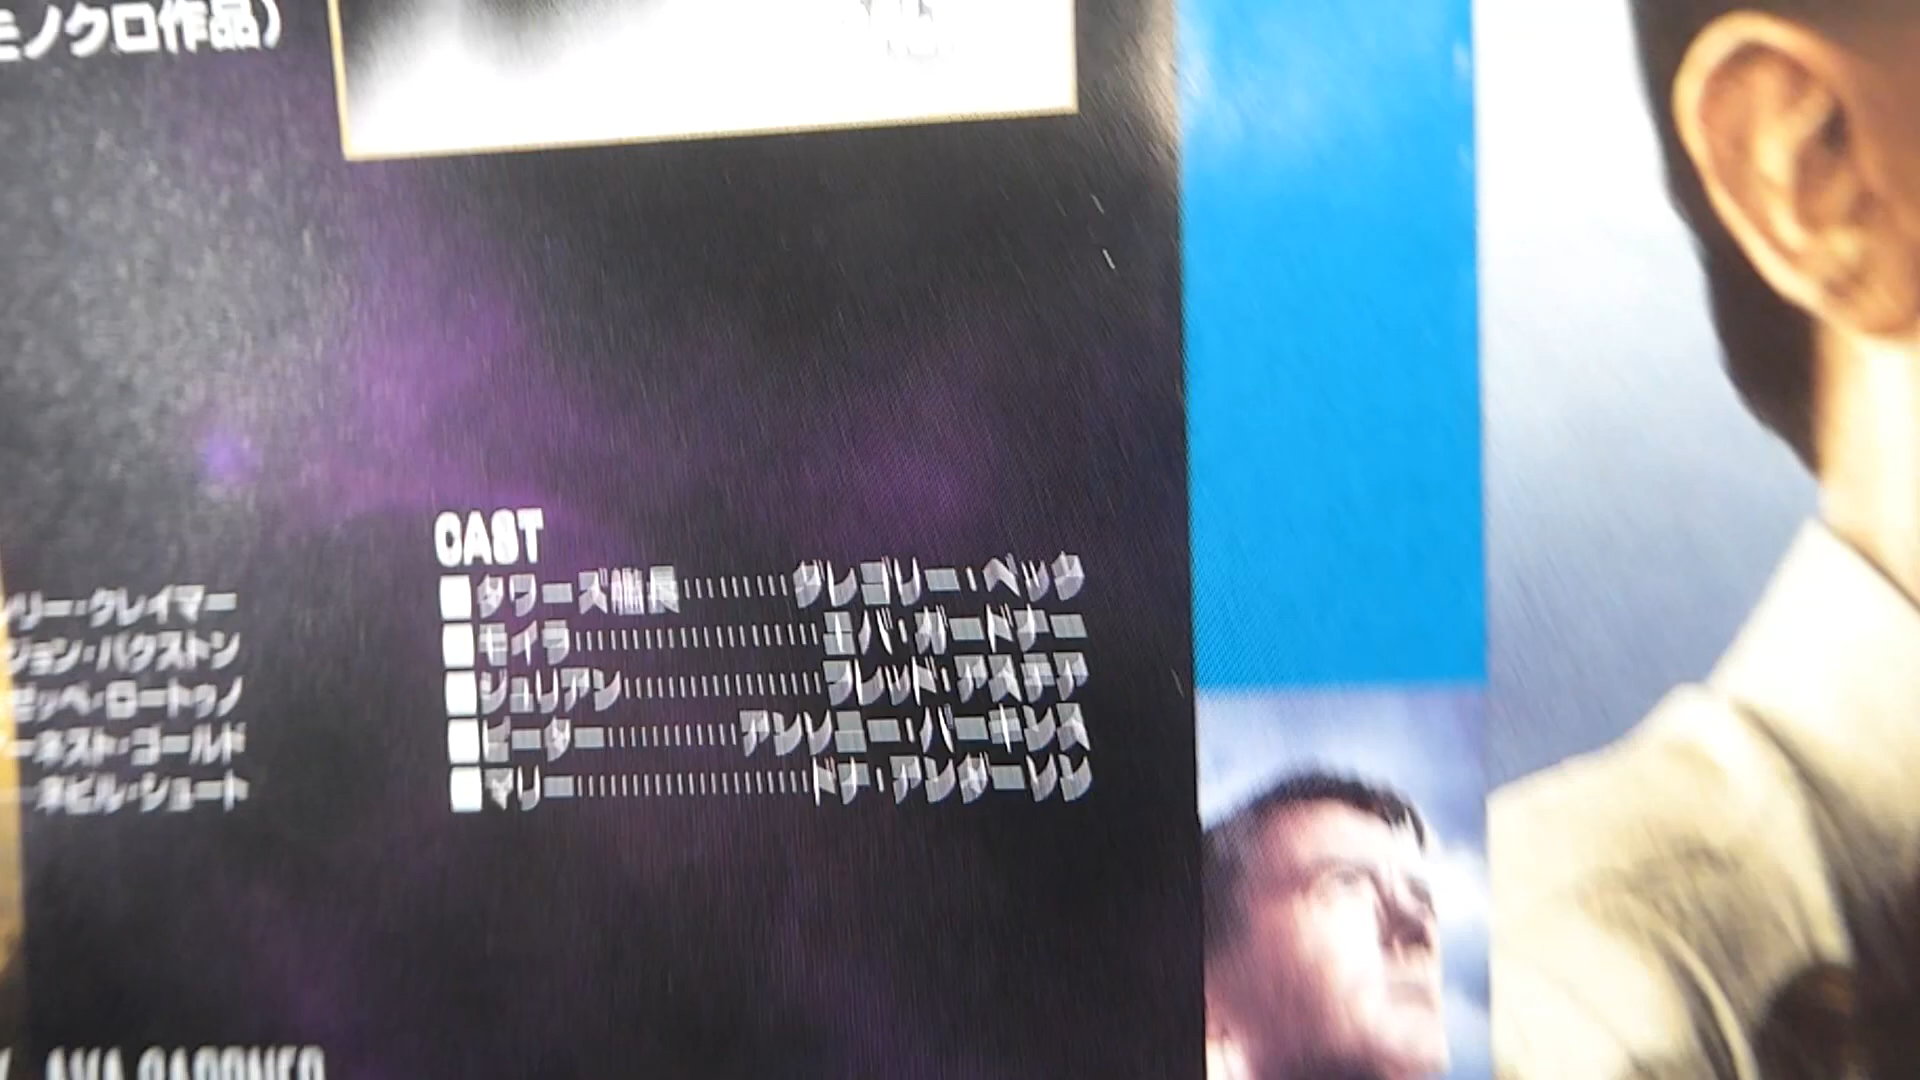 モノクロ作品)
CAST
リー・クレイマー
■タワーズ艦長…………グレゴリー・ペック
ジョン・パクストン
■モイラ…………エバ・ガードナー
ゼッペ・ロートゥノ
■ジュリアン…………フレッド・アステア
ーネスト・ゴールド
■ピーター…………アンソニー・パーキンス
ネビル・シュート
■マリー…………ドナ・アンダーソン
AVA GARDNER